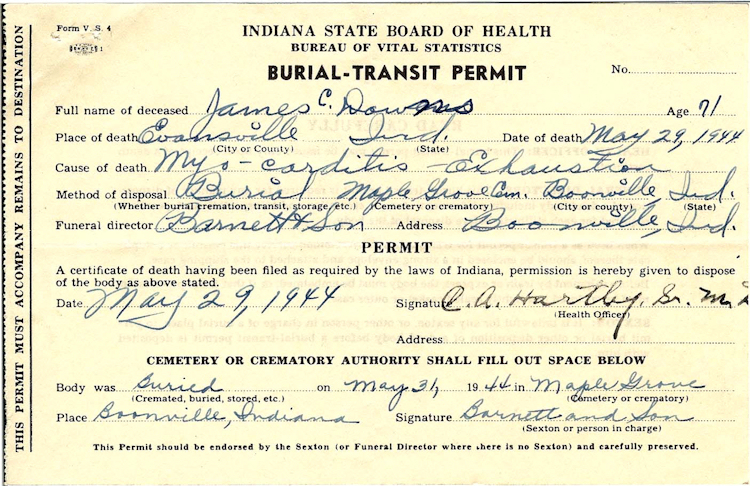 Form V. S. 4
INDIANA STATE BOARD OF HEALTH
BUREAU OF VITAL STATISTICS
BURIAL-TRANSIT PERMIT
No.
Full name of deceased James C. Downs Age 71
Place of death Evansville Ind. Date of death May 29, 1944
(City or County) (State)
Cause of death Myo-carditis Exhaustion
Method of disposal Burial Maple Grove Cem. Boonville, Ind.
(Whether burial cremation, transit, storage, etc.) (Cemetery or crematory) (City or county) (State)
Funeral director Barnett & Son Address Boonville, Ind.
PERMIT
A certificate of death having been filed as required by the laws of Indiana, permission is hereby given to dispose
of the body as above stated.
Date May 29, 1944 Signature C. A. Hartley Sr. M.D
(Health Officer)
Address
CEMETERY OR CREMATORY AUTHORITY SHALL FILL OUT SPACE BELOW
Body was Buried on May 31, 1944 in Maple Grove
(Cremated, buried, stored, etc.) (Cemetery or crematory)
Place Boonville, Indiana Signature Barnett and Son
(Sexton or person in charge)
This Permit should be endorsed by the Sexton (or Funeral Director where there is no Sexton) and carefully preserved.
THIS PERMIT MUST ACCOMPANY REMAINS TO DESTINATION